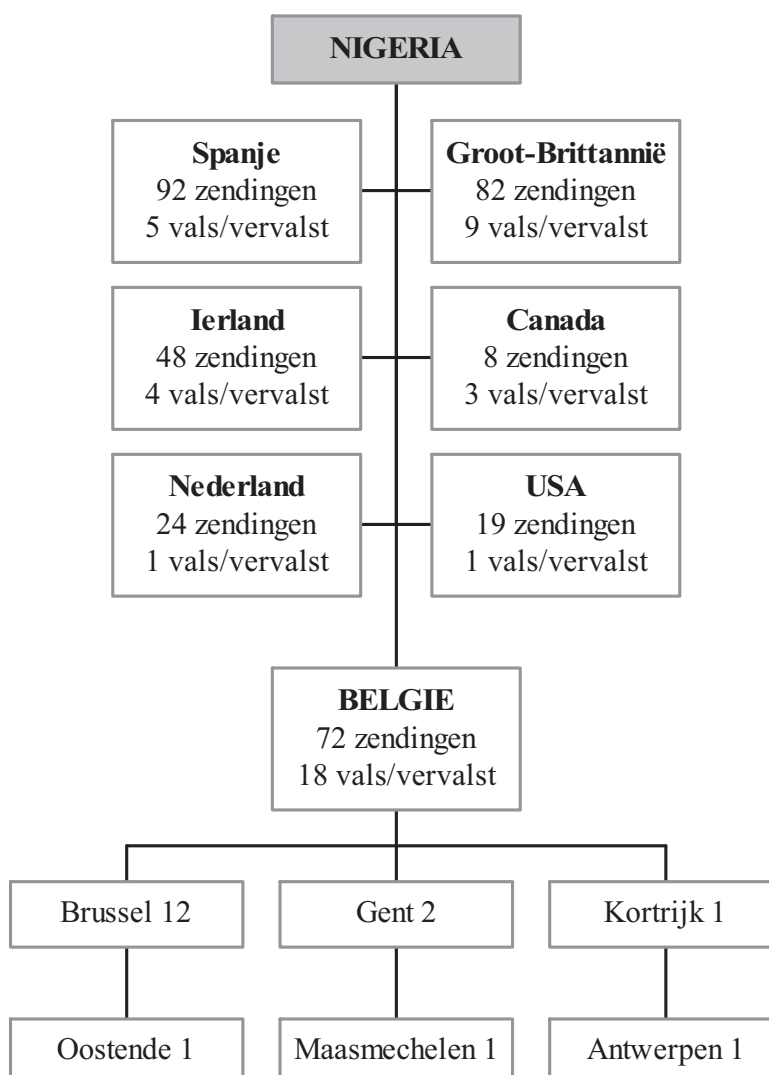 NIGERIA
Spanje
92 zendingen
5 vals/vervalst
Groot-Brittannië
82 zendingen
9 vals/vervalst
Ierland
48 zendingen
4 vals/vervalst
Canada
8 zendingen
3 vals/vervalst
Nederland
24 zendingen
1 vals/vervalst
USA
19 zendingen
1 vals/vervalst
BELGIE
72 zendingen
18 vals/vervalst
Brussel 12
Gent 2
Kortrijk 1
Oostende 1
Maasmechelen 1
Antwerpen 1